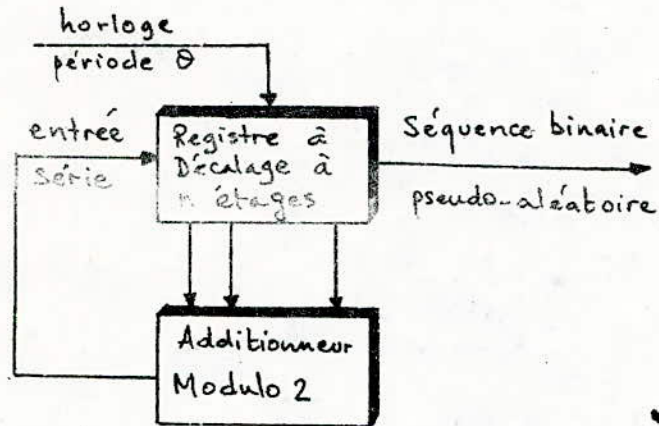 horloge
période θ
entrée
série
Registre à
Décalage à
n étages
Séquence binaire
pseudo-aléatoire
Additionneur
Modulo 2